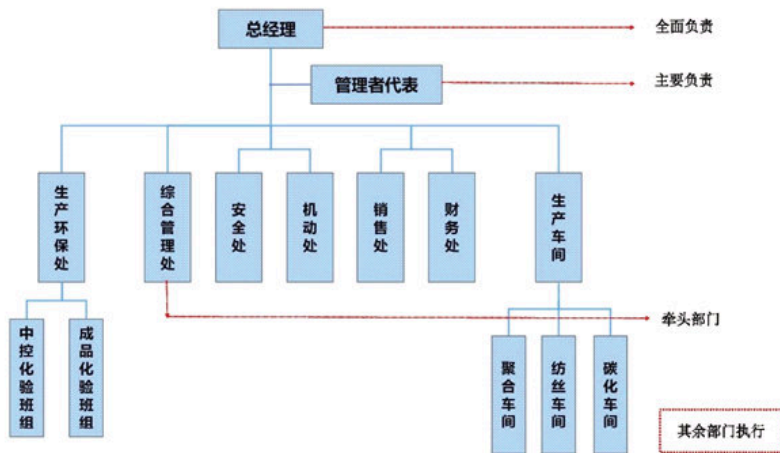 总经理
全面负责
管理者代表
主要负责
生产环保处
综合管理处
安全处
机动处
销售处
财务处
生产车间
牵头部门
中控化验班组
成品化验班组
聚合车间
纺丝车间
碳化车间
其余部门执行